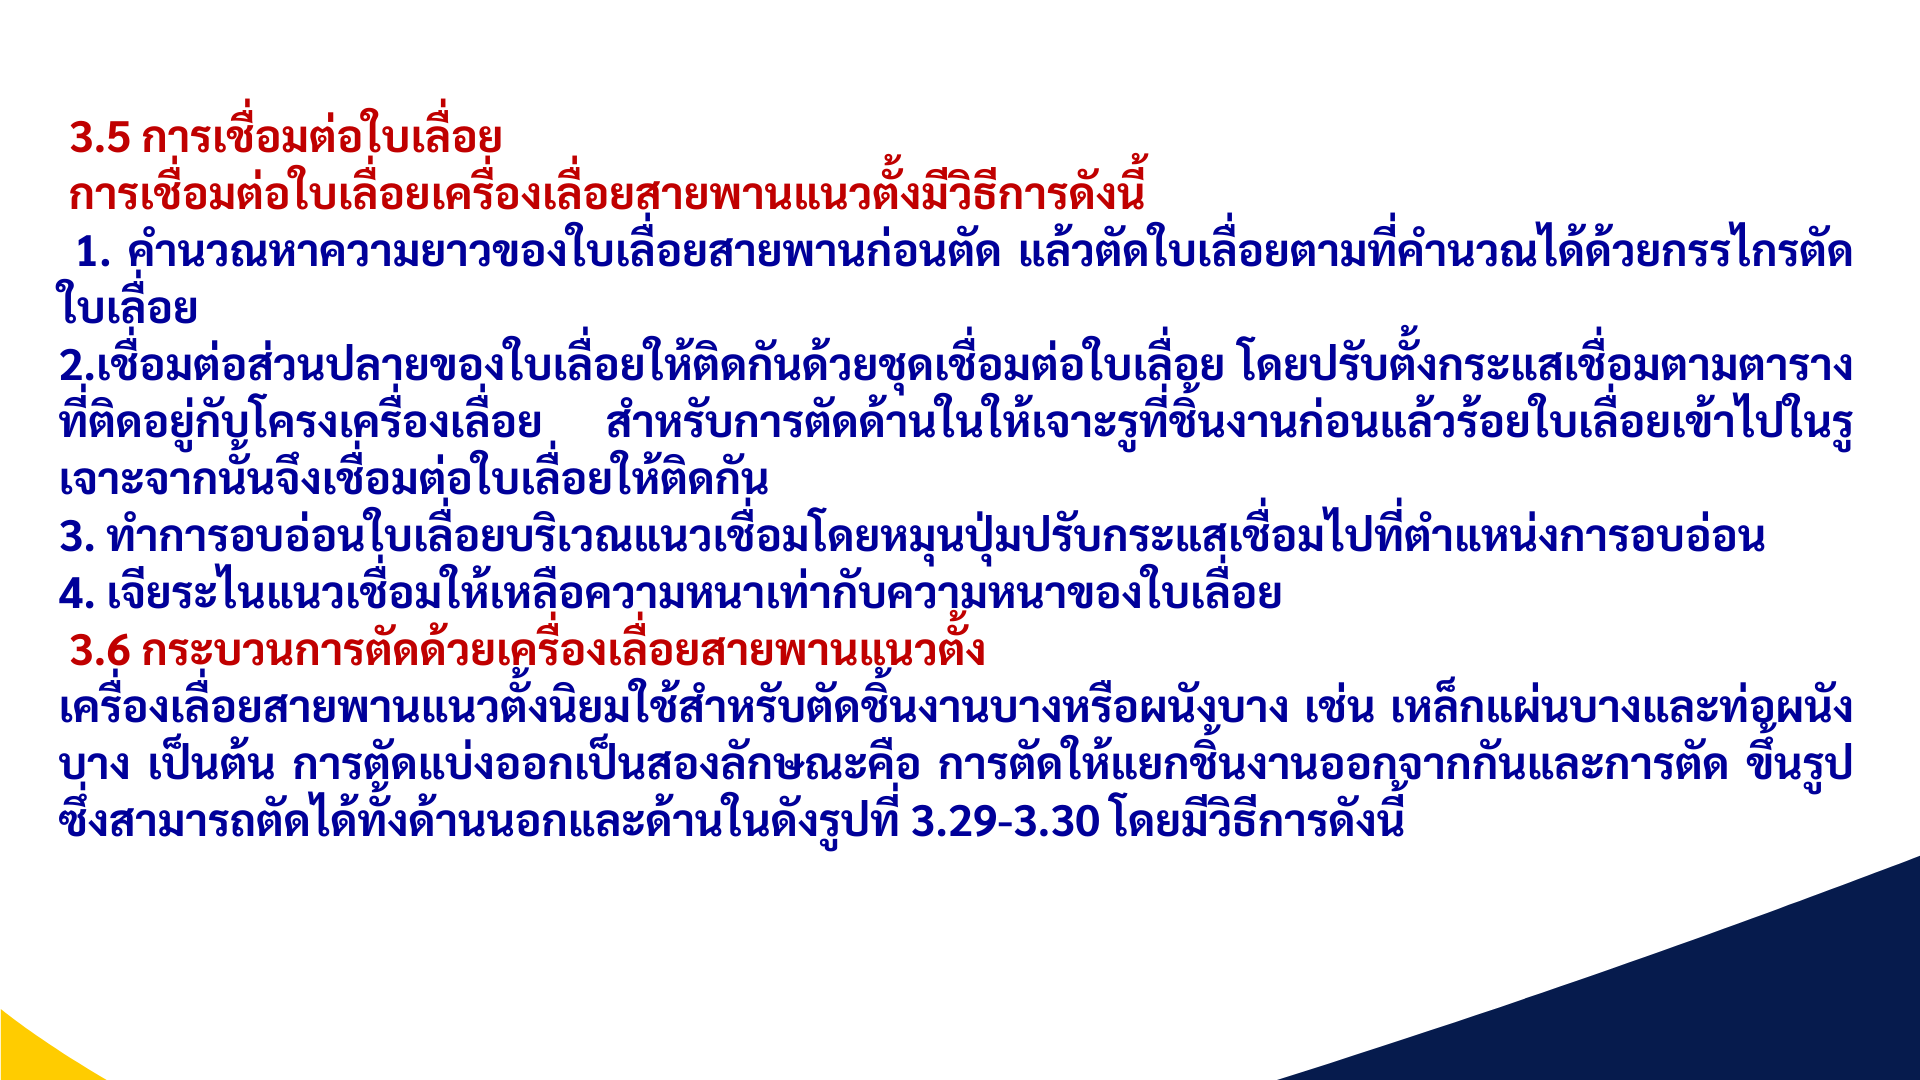 3.5 การเชื่อมต่อใบเลื่อย
การเชื่อมต่อใบเลื่อยเครื่องเลื่อยสายพานแนวตั้งมีวิธีการดังนี้
1. คำนวณหาความยาวของใบเลื่อยสายพานก่อนตัด แล้วตัดใบเลื่อยตามที่คำนวณได้ด้วยกรรไกรตัด
ใบเลื่อย
2.เชื่อมต่อส่วนปลายของใบเลื่อยให้ติดกันด้วยชุดเชื่อมต่อใบเลื่อย โดยปรับตั้งกระแสเชื่อมตามตาราง
ที่ติดอยู่กับโครงเครื่องเลื่อย สำหรับการตัดด้านในให้เจาะรูที่ชิ้นงานก่อนแล้วร้อยใบเลื่อยเข้าไปในรู
เจาะจากนั้นจึงเชื่อมต่อใบเลื่อยให้ติดกัน
3. ทำการอบอ่อนใบเลื่อยบริเวณแนวเชื่อมโดยหมุนปุ่มปรับกระแสเชื่อมไปที่ตำแหน่งการอบอ่อน
4. เจียระไนแนวเชื่อมให้เหลือความหนาเท่ากับความหนาของใบเลื่อย
3.6 กระบวนการตัดด้วยเครื่องเลื่อยสายพานแนวตั้ง
เครื่องเลื่อยสายพานแนวตั้งนิยมใช้สำหรับตัดชิ้นงานบางหรือผนังบาง เช่น เหล็กแผ่นบางและท่อผนัง
บาง เป็นต้น การตัดแบ่งออกเป็นสองลักษณะคือ การตัดให้แยกชิ้นงานออกจากกันและการตัด ขึ้นรูป
ซึ่งสามารถตัดได้ทั้งด้านนอกและด้านในดังรูปที่ 3.29-3.30 โดยมีวิธีการดังนี้